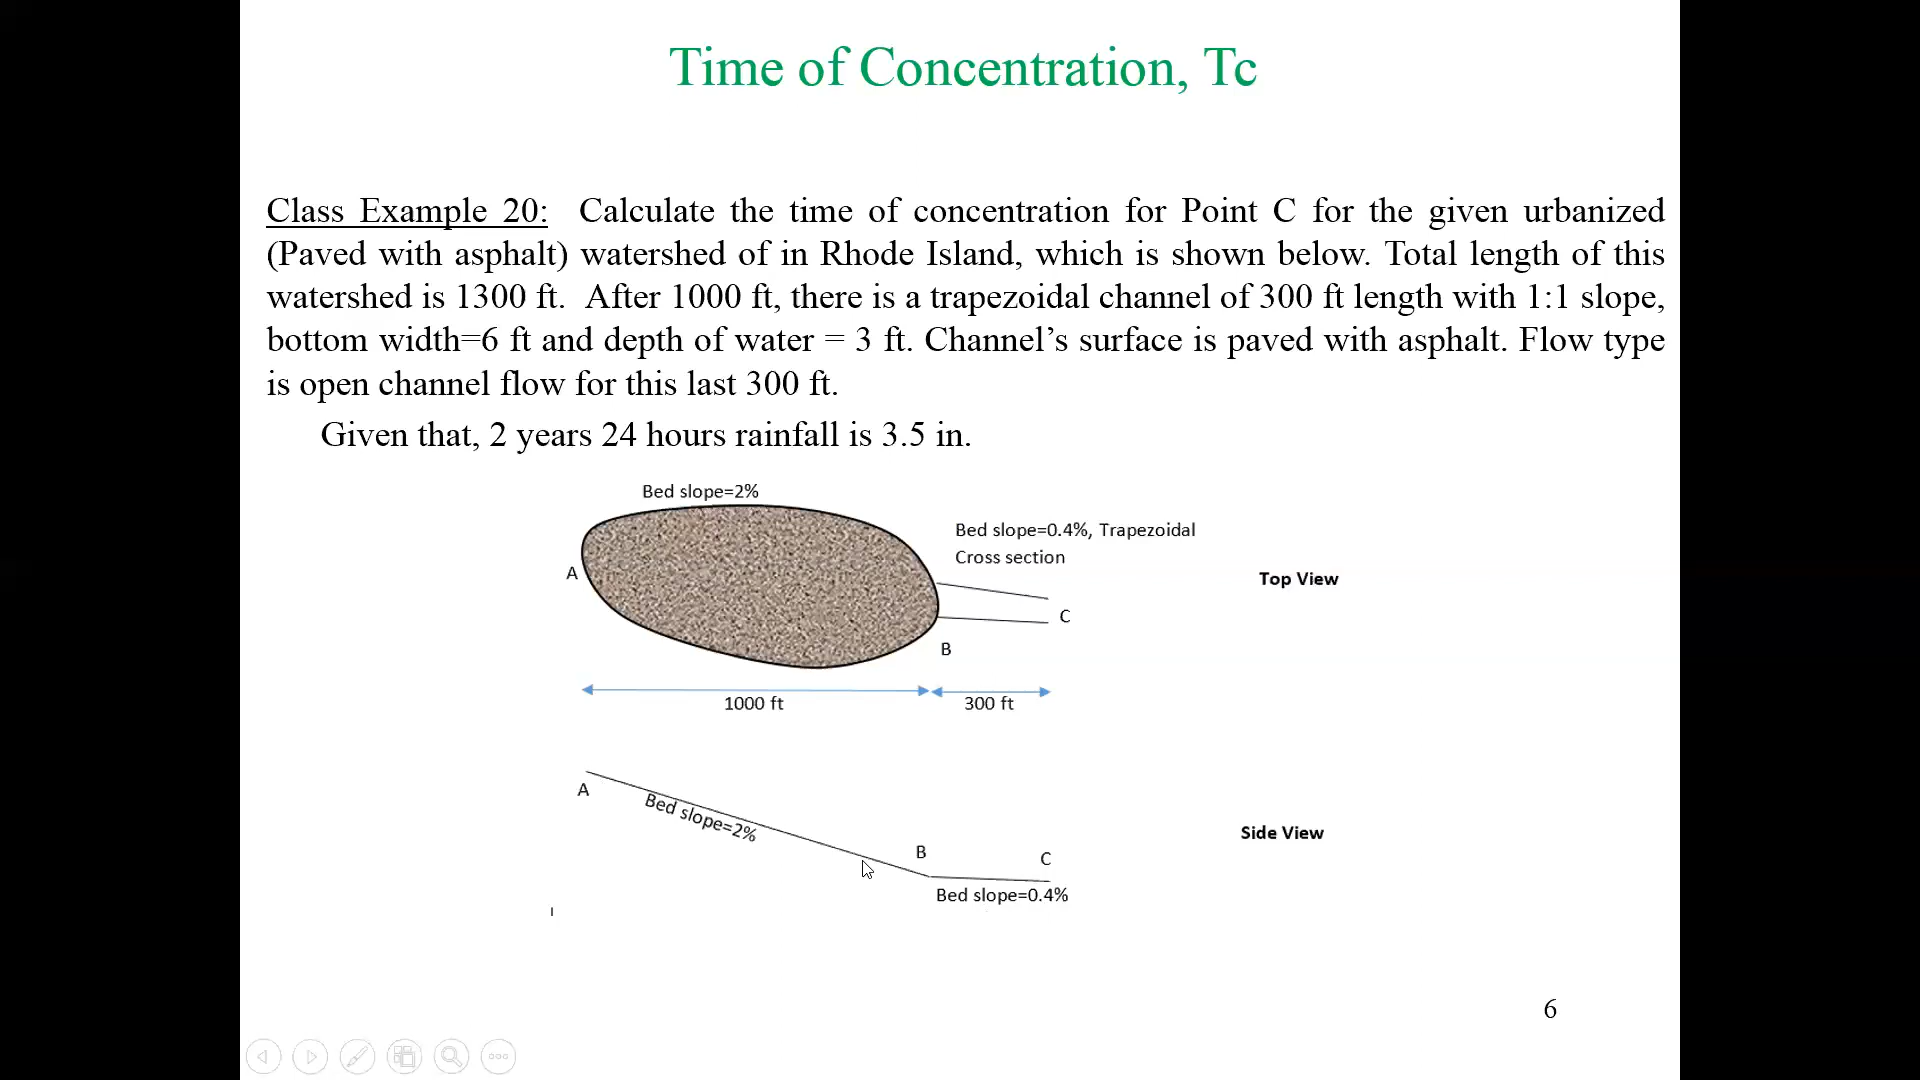 Time of Concentration, Tc
Class Example 20: Calculate the time of concentration for Point C for the given urbanized
(Paved with asphalt) watershed of in Rhode Island, which is shown below. Total length of this
watershed is 1300 ft. After 1000 ft, there is a trapezoidal channel of 300 ft length with 1:1 slope,
bottom width=6 ft and depth of water = 3 ft. Channel’s surface is paved with asphalt. Flow type
is open channel flow for this last 300 ft.
Given that, 2 years 24 hours rainfall is 3.5 in.
Bed slope=2%
Bed slope=0.4%, Trapezoidal
Cross section
A
Top View
C
B
1000 ft
300 ft
A
Bed slope=2%
Side View
B
C
Bed slope=0.4%
6